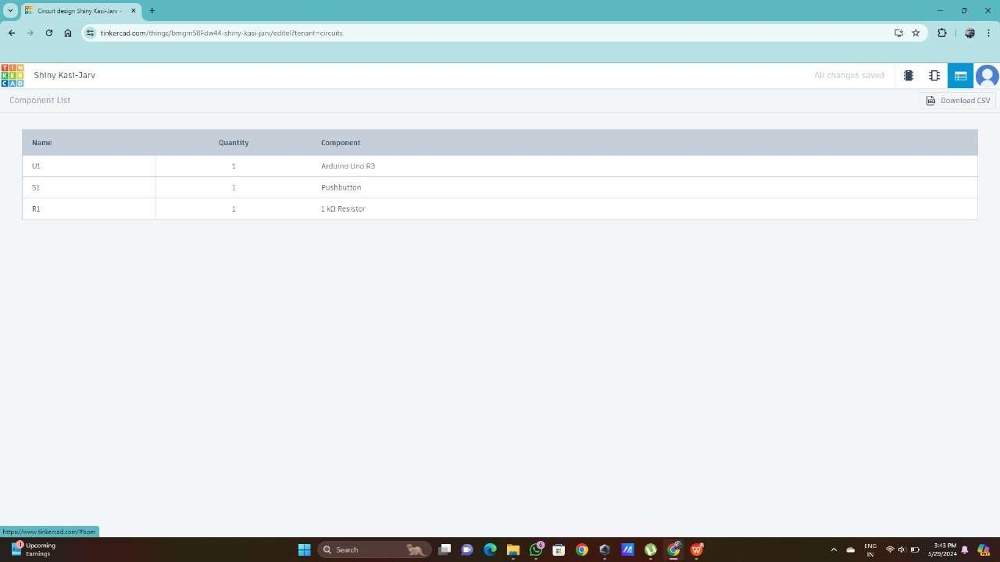 Circuit design Shiny Kasi-Jarv -
tinkercad.com/things/bmgm58Fdw44-shiny-kasi-jarv/editel?tenant=circuits
TIN
KER
CAD
Shiny Kasi-Jarv
All changes saved
Component List
Download CSV
Name Quantity Component
U1 1 Arduino Uno R3
S1 1 Pushbutton
R1 1 1 kΩ Resistor
https://www.tinkercad.com/#bom
1 Upcoming
Earnings
Search
6
ENG
IN
3:43 PM
5/29/2024